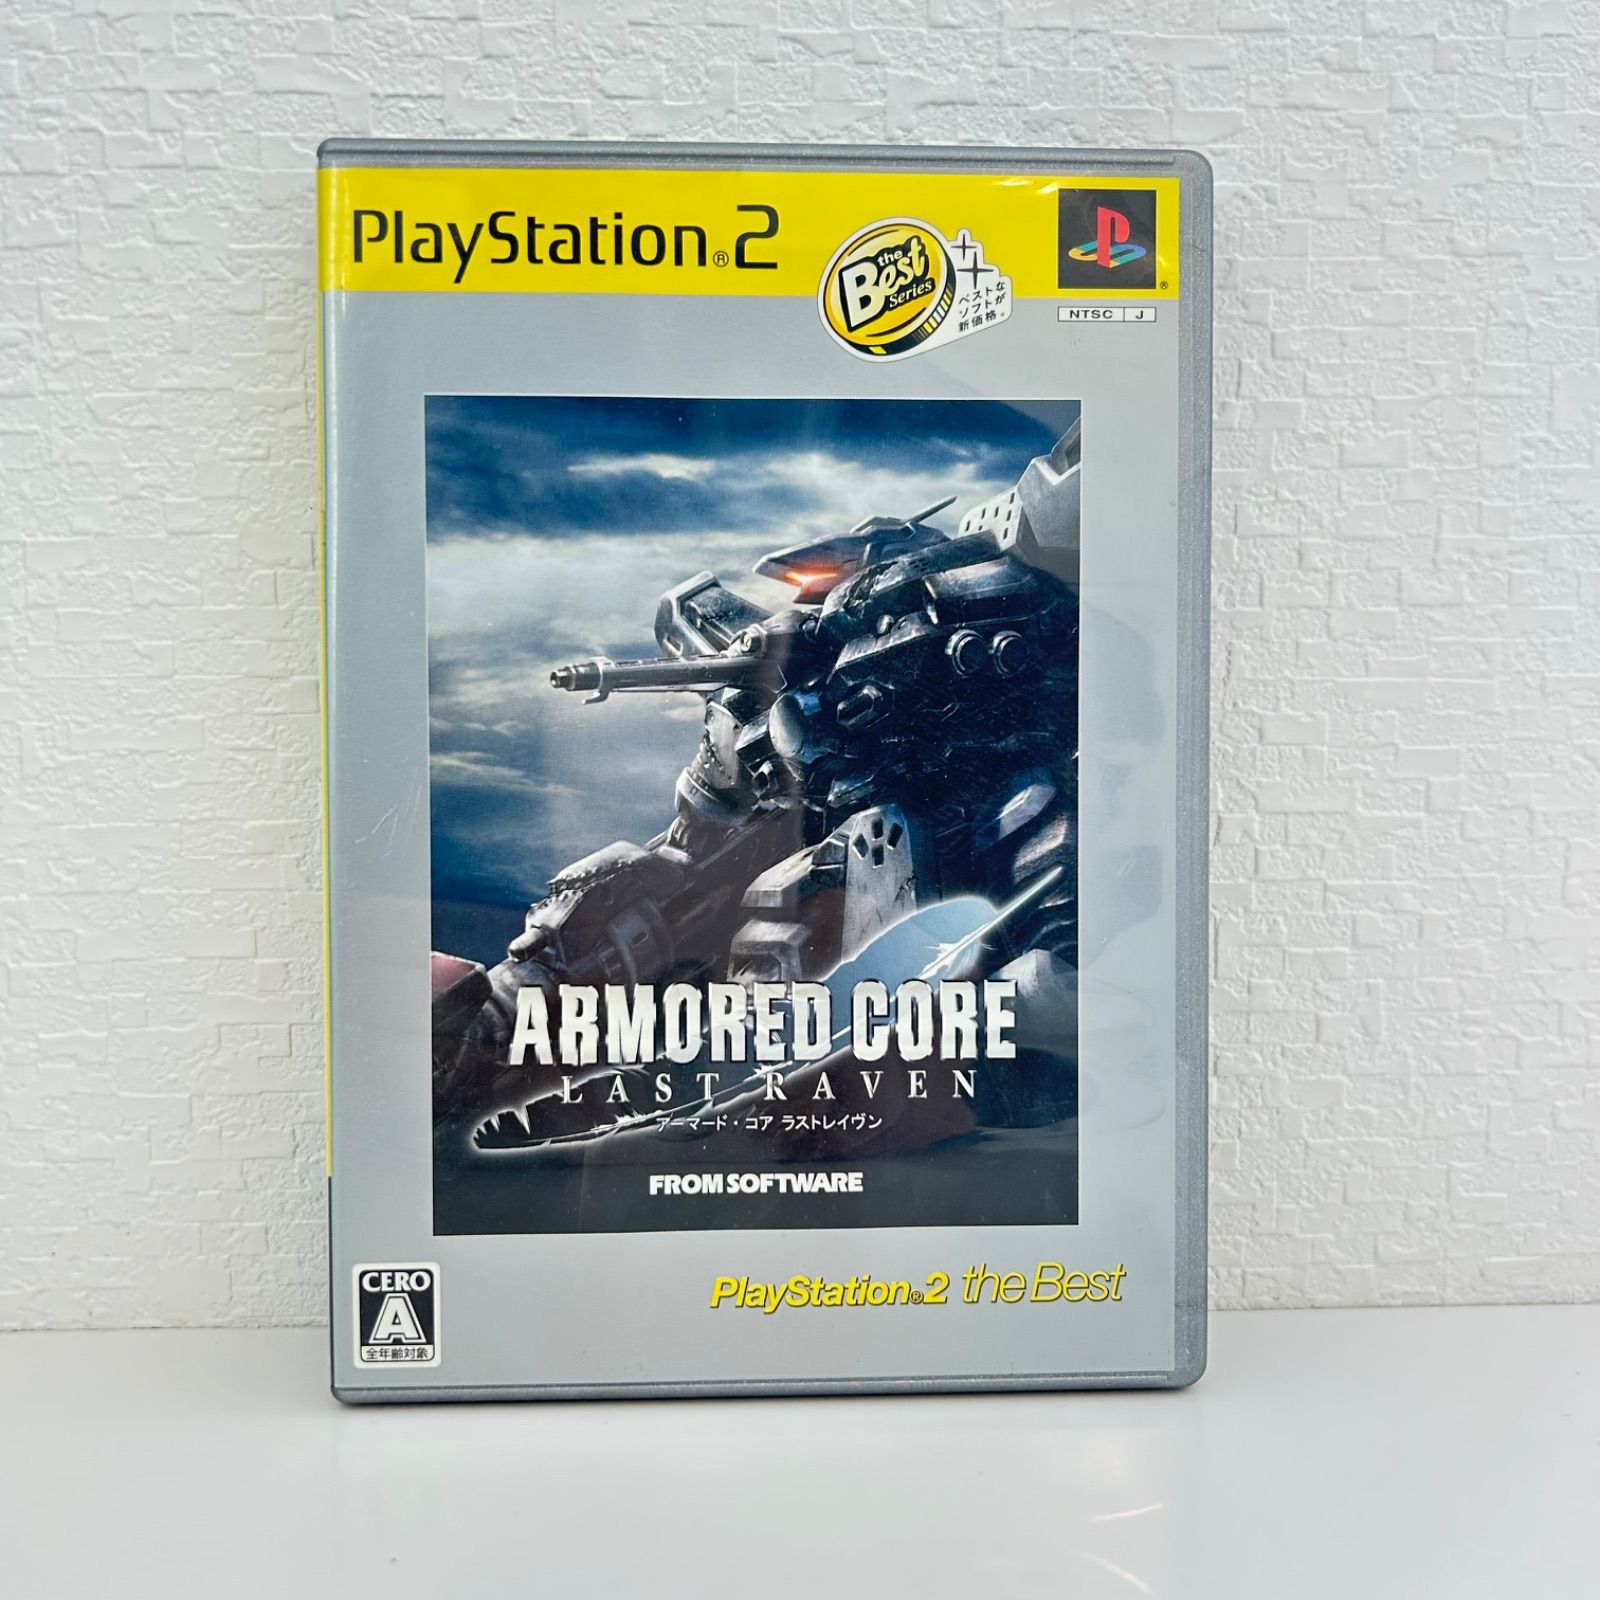 PlayStation®2
the
Best
Series
ベストな
ソフトが
新価格。
®
NTSC J
ARMORED CORE
LAST RAVEN
アーマード・コア ラストレイヴン
FROM SOFTWARE
PlayStation®2 the Best
CERO
A
全年齢対象